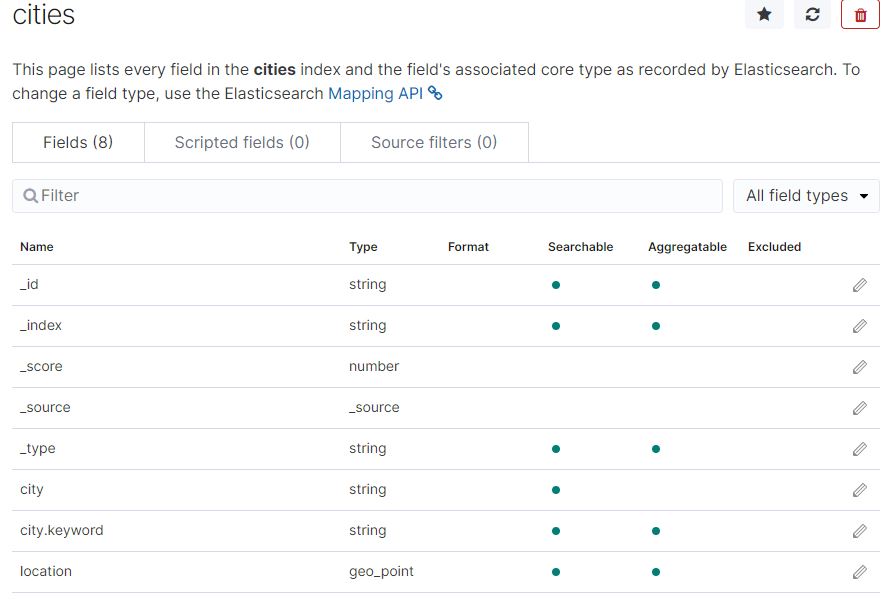 cities
This page lists every field in the cities index and the field's associated core type as recorded by Elasticsearch. To
change a field type, use the Elasticsearch Mapping API
Fields (8) Scripted fields (0) Source filters (0)
Filter All field types
Name Type Format Searchable Aggregatable Excluded
_id string
_index string
_score number
_source _source
_type string
city string
city.keyword string
location geo_point